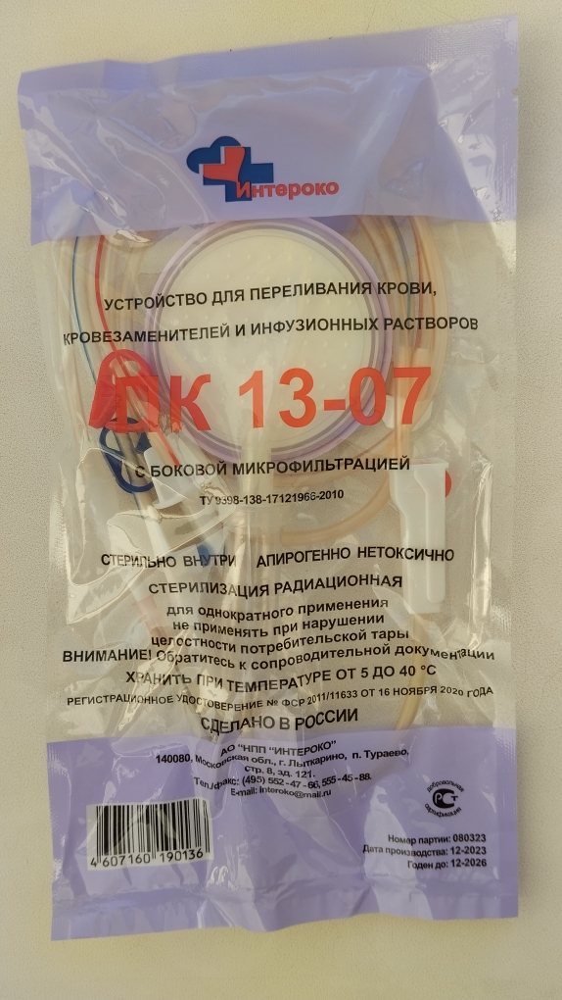 Интероко
УСТРОЙСТВО ДЛЯ ПЕРЕЛИВАНИЯ КРОВИ,
КРОВЕЗАМЕНИТЕЛЕЙ И ИНФУЗИОННЫХ РАСТВОРОВ
ПК 13-07
С БОКОВОЙ МИКРОФИЛЬТРАЦИЕЙ
ТУ 9398-138-17121966-2010
СТЕРИЛЬНО ВНУТРИ АПИРОГЕННО НЕТОКСИЧНО
СТЕРИЛИЗАЦИЯ РАДИАЦИОННАЯ
для однократного применения
не применять при нарушении
целостности потребительской тары
ВНИМАНИЕ! Обратитесь к сопроводительной документации
ХРАНИТЬ ПРИ ТЕМПЕРАТУРЕ ОТ 5 ДО 40 °С
РЕГИСТРАЦИОННОЕ УДОСТОВЕРЕНИЕ № ФСР 2011/11633 ОТ 16 НОЯБРЯ 2020 ГОДА
СДЕЛАНО В РОССИИ
АО "НПП "ИНТЕРОКО"
140080, Московская обл., г. Лыткарино, п. Тураево,
стр. 8, зд. 121.
Тел./факс: (495) 552-47-66, 555-45-88.
E-mail: Interoko@mail.ru
добровольная
РСТ
сертификация
4 607160 190136
Номер партии: 080323
Дата производства: 12-2023
Годен до: 12-2026